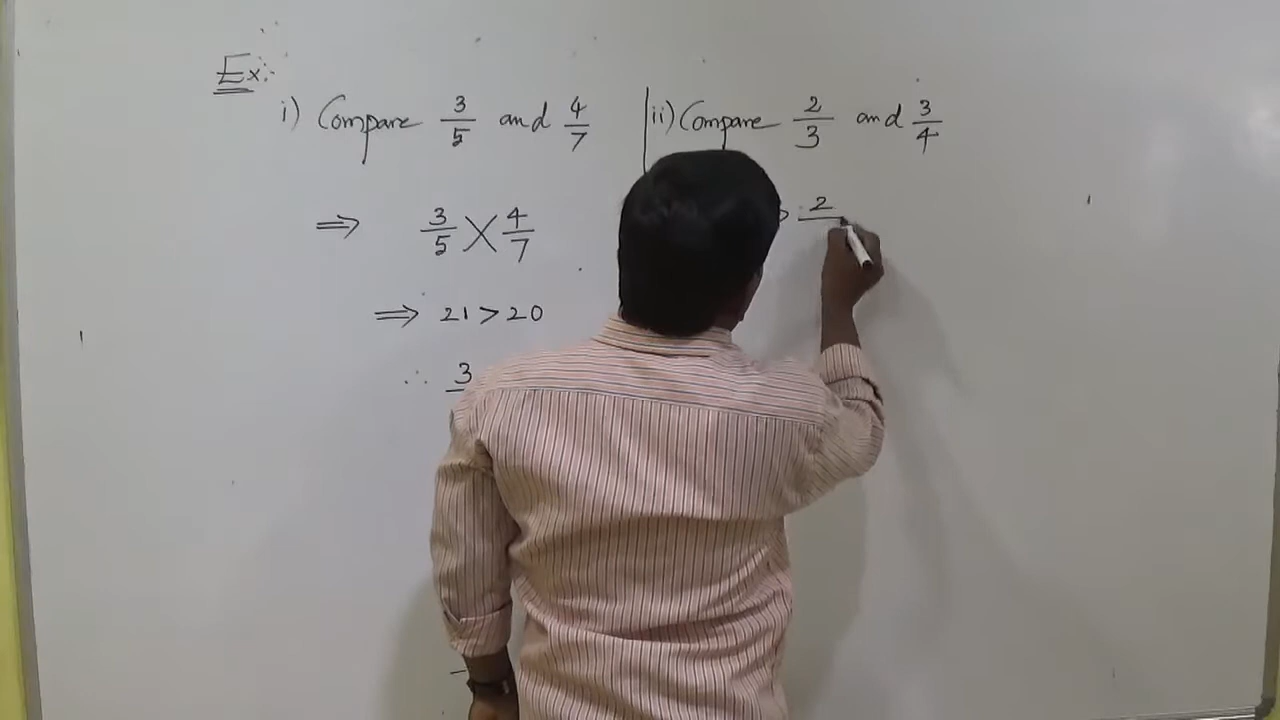 Ex:-
i) Compare 3/5 and 4/7
⇒ 3/5 X 4/7
⇒ 21 > 20
∴ 3
ii) Compare 2/3 and 3/4
2